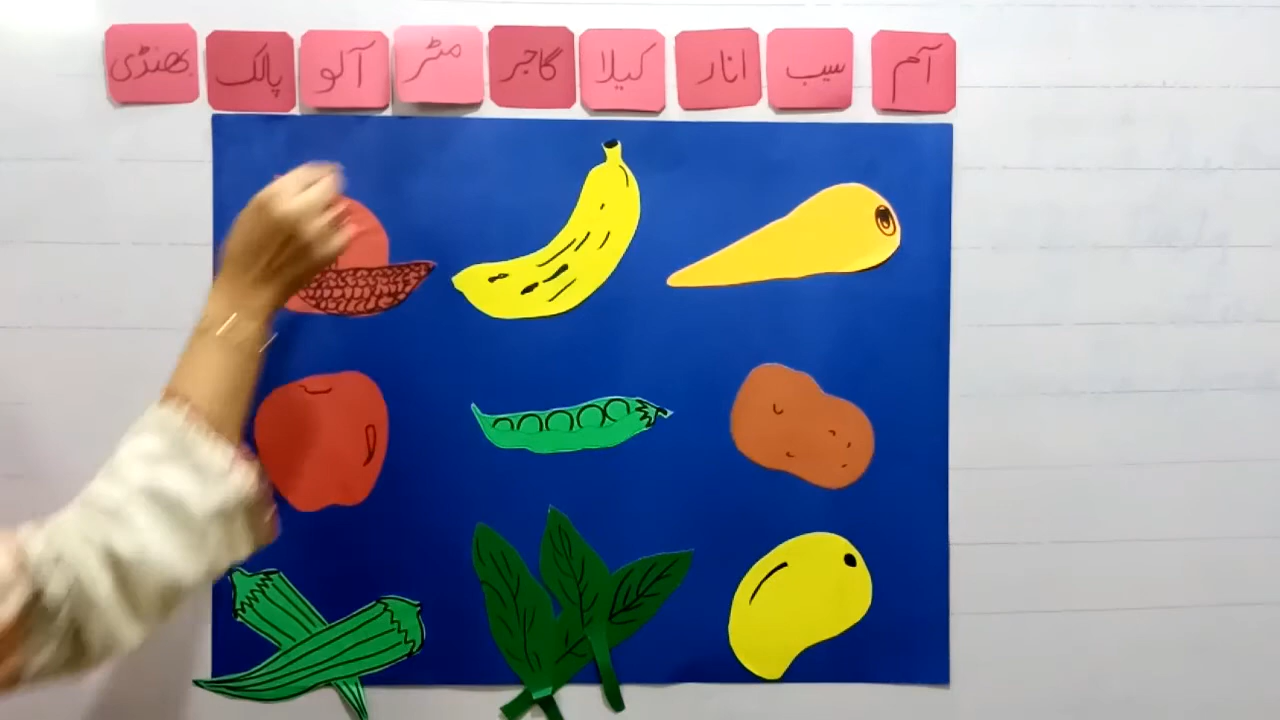 آم سیب انار کیلا گاجر مٹر آلو پالک بھنڈی